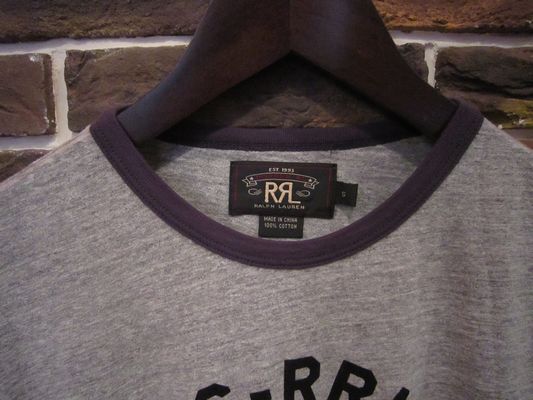 EST 1993
RRL
RALPH LAUREN
S
MADE IN CHINA
100% COTTON